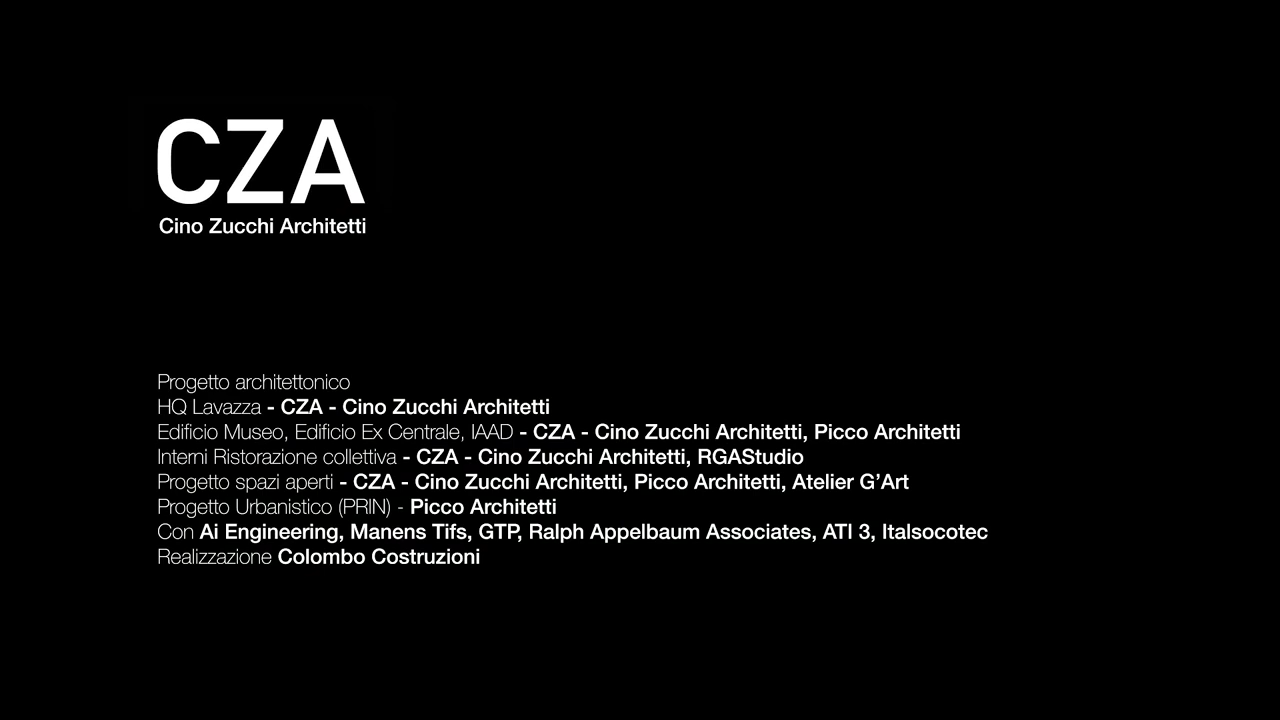 CZA
Cino Zucchi Architetti
Progetto architettonico
HQ Lavazza - CZA - Cino Zucchi Architetti
Edificio Museo, Edificio Ex Centrale, IAAD - CZA - Cino Zucchi Architetti, Picco Architetti
Interni Ristorazione collettiva - CZA - Cino Zucchi Architetti, RGAStudio
Progetto spazi aperti - CZA - Cino Zucchi Architetti, Picco Architetti, Atelier G’Art
Progetto Urbanistico (PRIN) - Picco Architetti
Con Ai Engineering, Manens Tifs, GTP, Ralph Appelbaum Associates, ATI 3, Italsocotec
Realizzazione Colombo Costruzioni